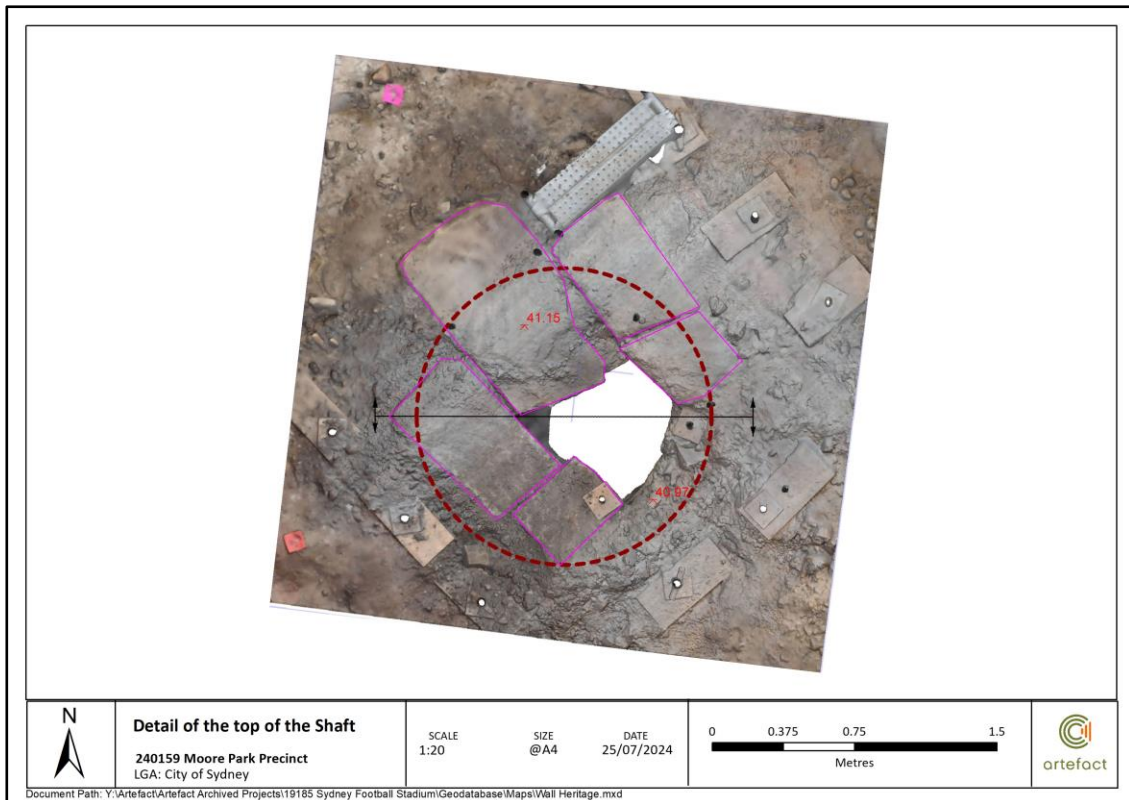 41.15
40.97
N
Detail of the top of the Shaft
240159 Moore Park Precinct
LGA: City of Sydney
SCALE
1:20
SIZE
@A4
DATE
25/07/2024
0 0.375 0.75 1.5
Metres
artefact
Document Path: Y:\Artefact\Artefact Archived Projects\19185 Sydney Football Stadium\Geodatabase\Maps\Wall Heritage.mxd